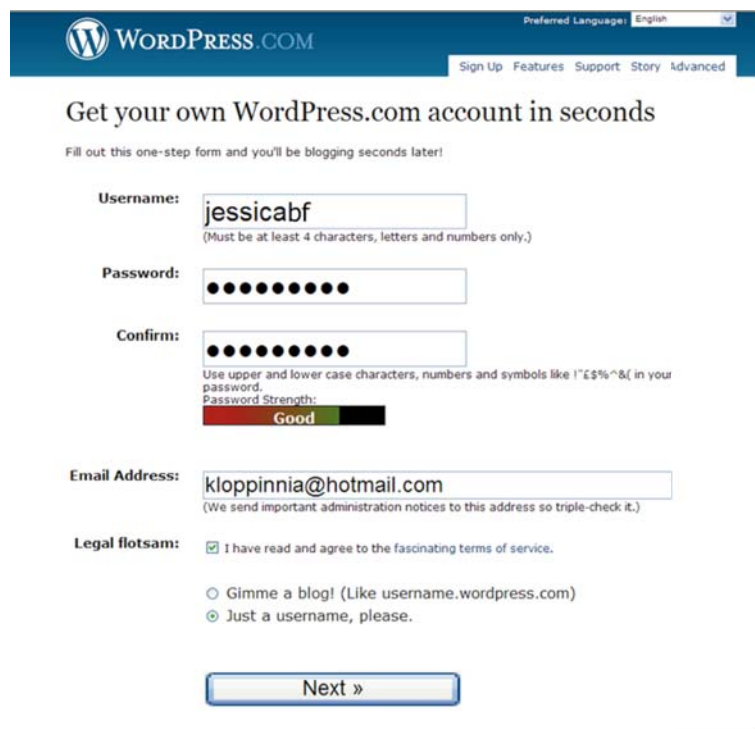 Preferred Language: English
WORDPRESS.COM
Sign Up Features Support Story Advanced
Get your own WordPress.com account in seconds
Fill out this one-step form and you'll be blogging seconds later!
Username: jessicabf
(Must be at least 4 characters, letters and numbers only.)
Password: ●●●●●●●●●
Confirm: ●●●●●●●●●
Use upper and lower case characters, numbers and symbols like !"£$%^&( in your
password.
Password Strength:
Good
Email Address: kloppinnia@hotmail.com
(We send important administration notices to this address so triple-check it.)
Legal flotsam: I have read and agree to the fascinating terms of service.
Gimme a blog! (Like username.wordpress.com)
Just a username, please.
Next »